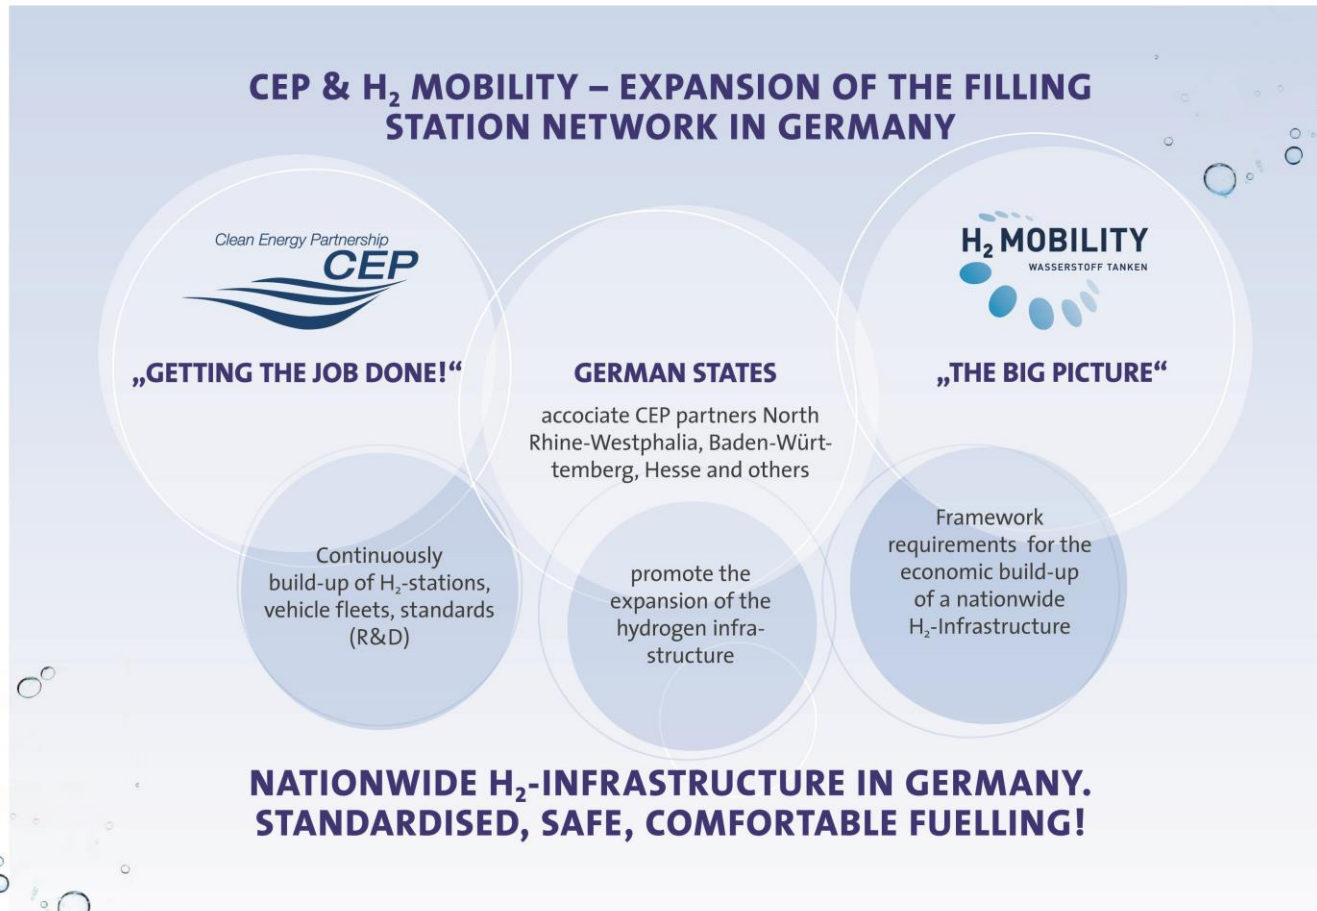 CEP & H₂ MOBILITY – EXPANSION OF THE FILLING
STATION NETWORK IN GERMANY
Clean Energy Partnership
CEP
„GETTING THE JOB DONE!“
Continuously
build-up of H₂-stations,
vehicle fleets, standards
(R&D)
GERMAN STATES
accociate CEP partners North
Rhine-Westphalia, Baden-Würt-
temberg, Hesse and others
promote the
expansion of the
hydrogen infra-
structure
H₂ MOBILITY
WASSERSTOFF TANKEN
„THE BIG PICTURE“
Framework
requirements for the
economic build-up
of a nationwide
H₂-Infrastructure
NATIONWIDE H₂-INFRASTRUCTURE IN GERMANY.
STANDARDISED, SAFE, COMFORTABLE FUELLING!